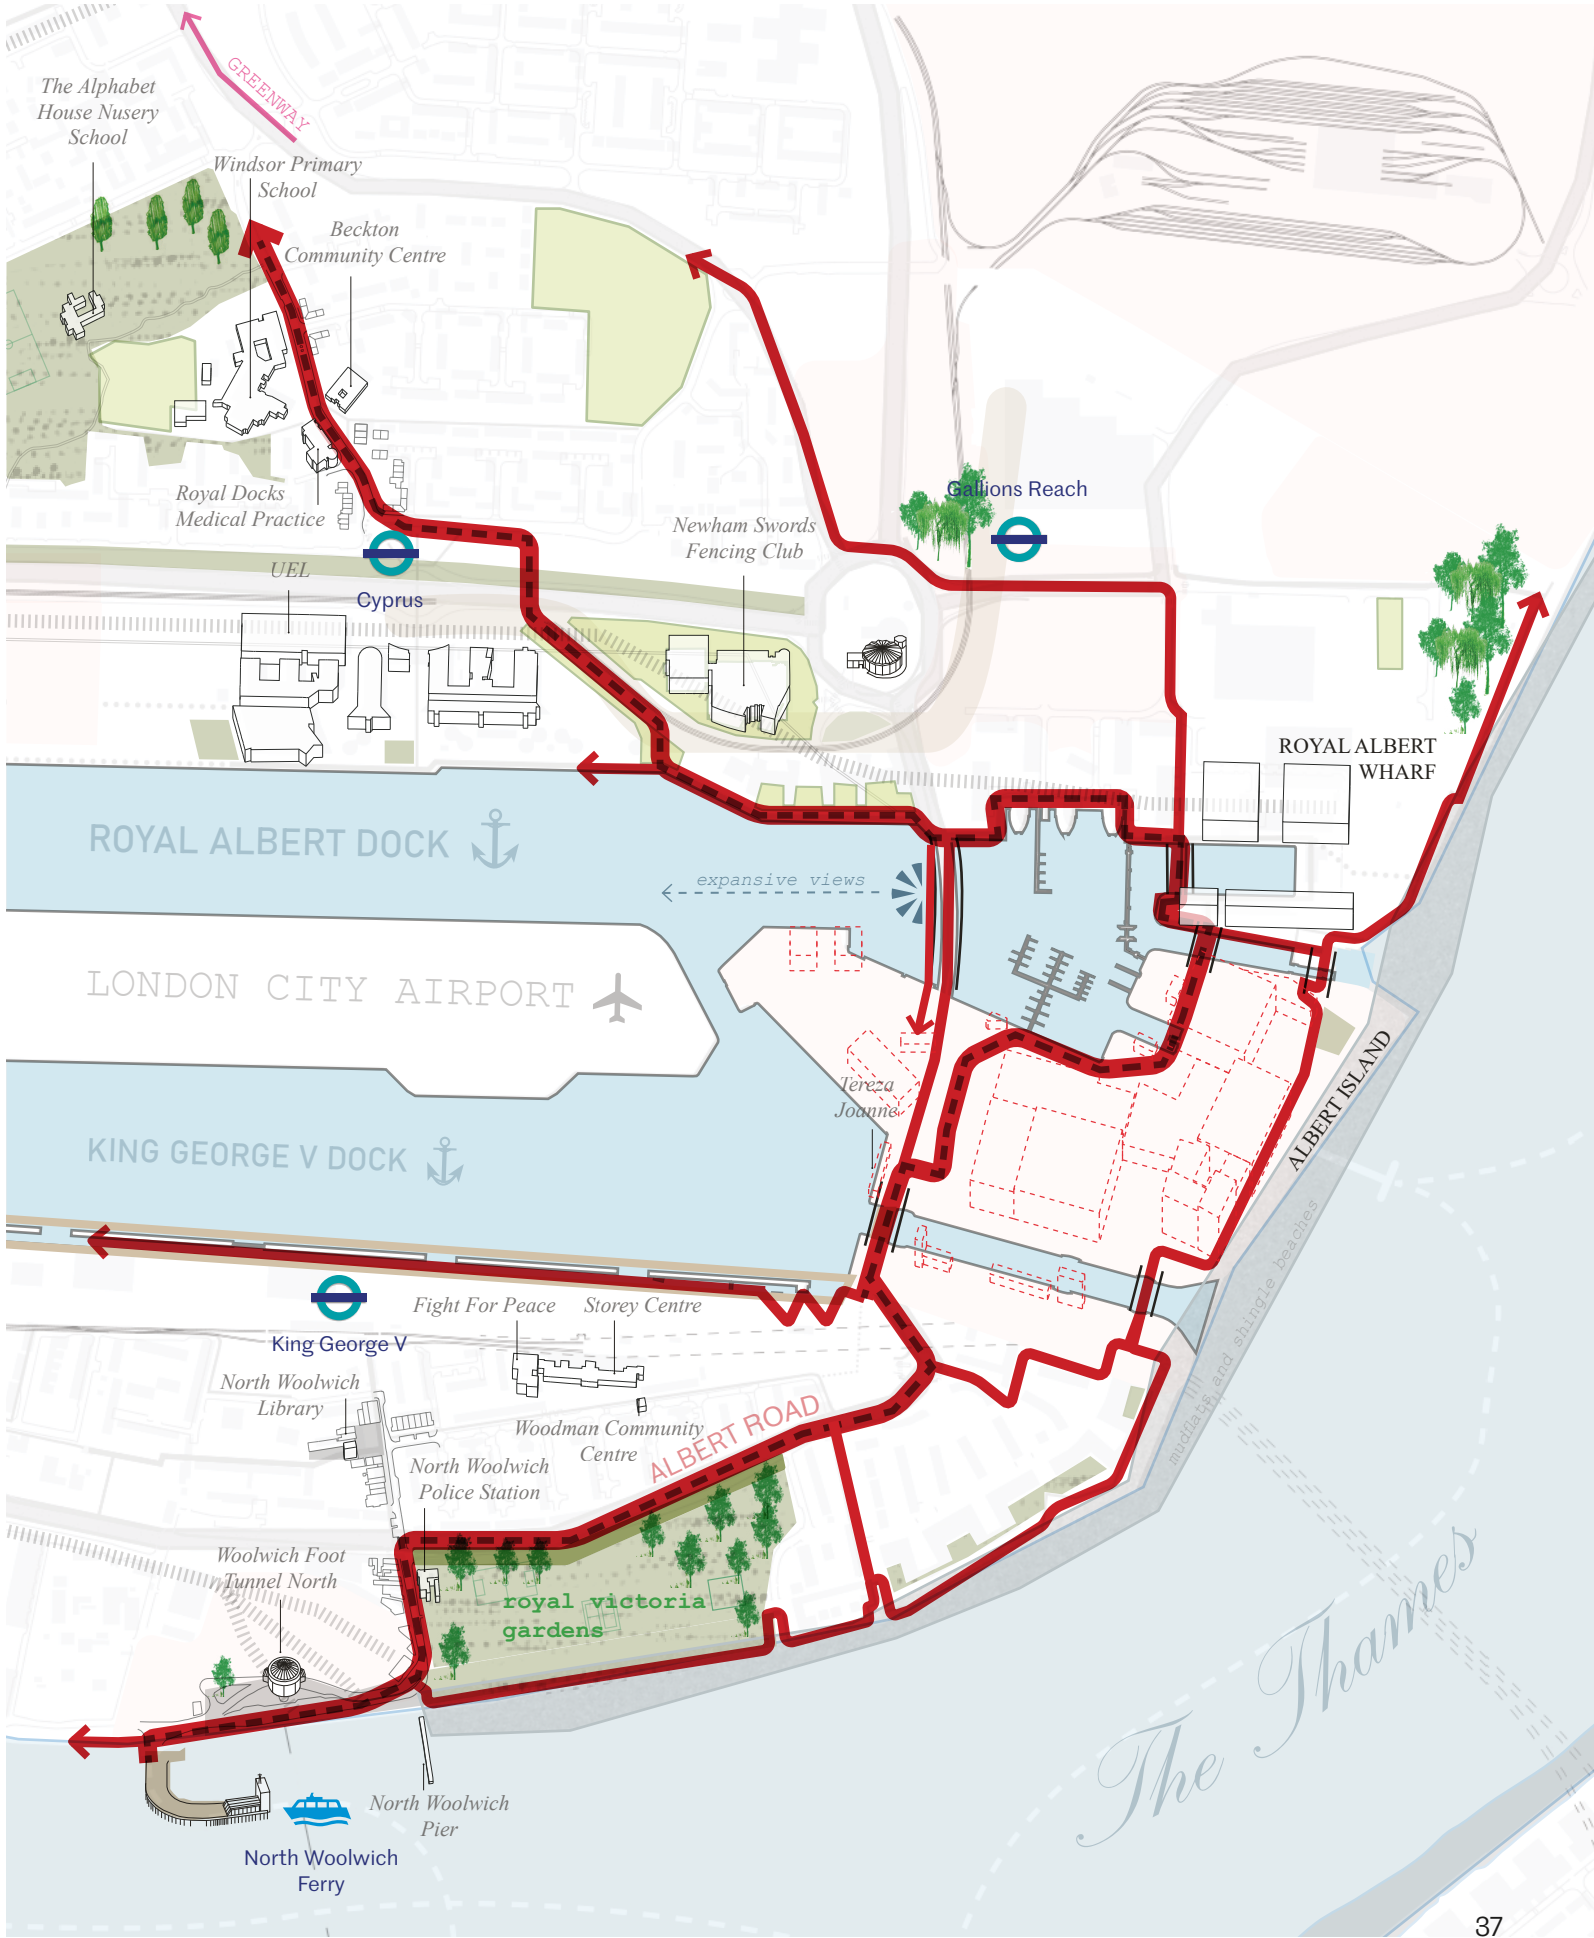 GREENWAY
The Alphabet
House Nusery
School
Windsor Primary
School
Beckton
Community Centre
Royal Docks
Medical Practice
Gallions Reach
Newham Swords
Fencing Club
UEL
Cyprus
ROYAL ALBERT
WHARF
ROYAL ALBERT DOCK
expansive views
LONDON CITY AIRPORT
Tereza
Joanne
ALBERT ISLAND
KING GEORGE V DOCK
mudflats and shingle beaches
King George V
Fight For Peace
Storey Centre
North Woolwich
Library
Woodman Community
Centre
ALBERT ROAD
North Woolwich
Police Station
Woolwich Foot
Tunnel North
royal victoria
gardens
The Thames
North Woolwich
Pier
North Woolwich
Ferry
37